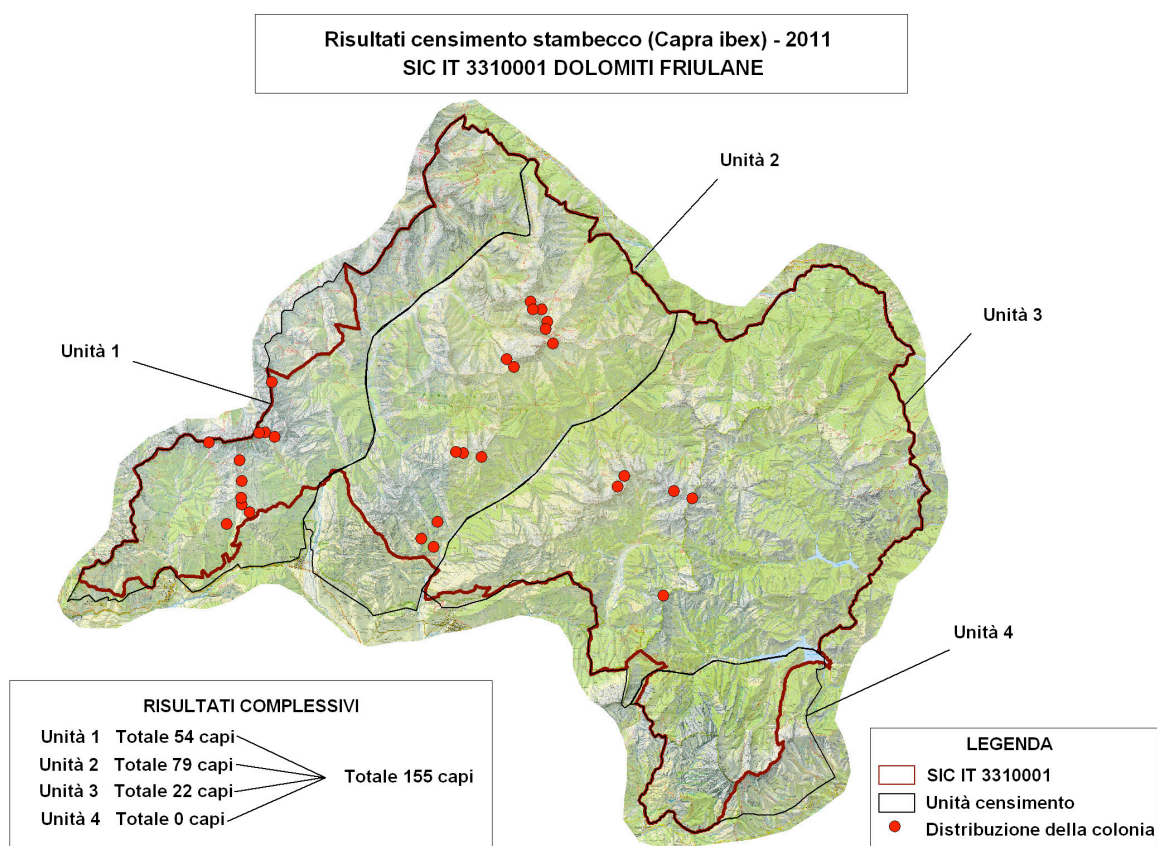 Risultati censimento stambecco (Capra ibex) - 2011
SIC IT 3310001 DOLOMITI FRIULANE
Unità 2
Unità 3
Unità 1
Unità 4
RISULTATI COMPLESSIVI
Unità 1 Totale 54 capi
Unità 2 Totale 79 capi
Unità 3 Totale 22 capi
Unità 4 Totale 0 capi
Totale 155 capi
LEGENDA
SIC IT 3310001
Unità censimento
Distribuzione della colonia